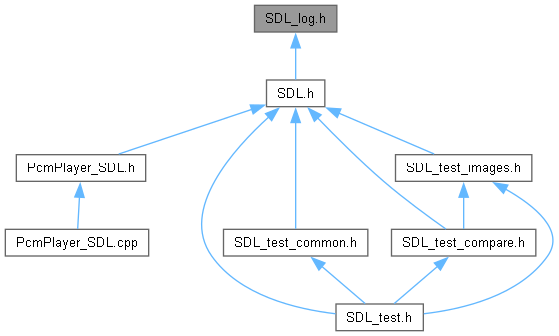 SDL_log.h
SDL.h
PcmPlayer_SDL.h
SDL_test_images.h
PcmPlayer_SDL.cpp
SDL_test_common.h
SDL_test_compare.h
SDL_test.h